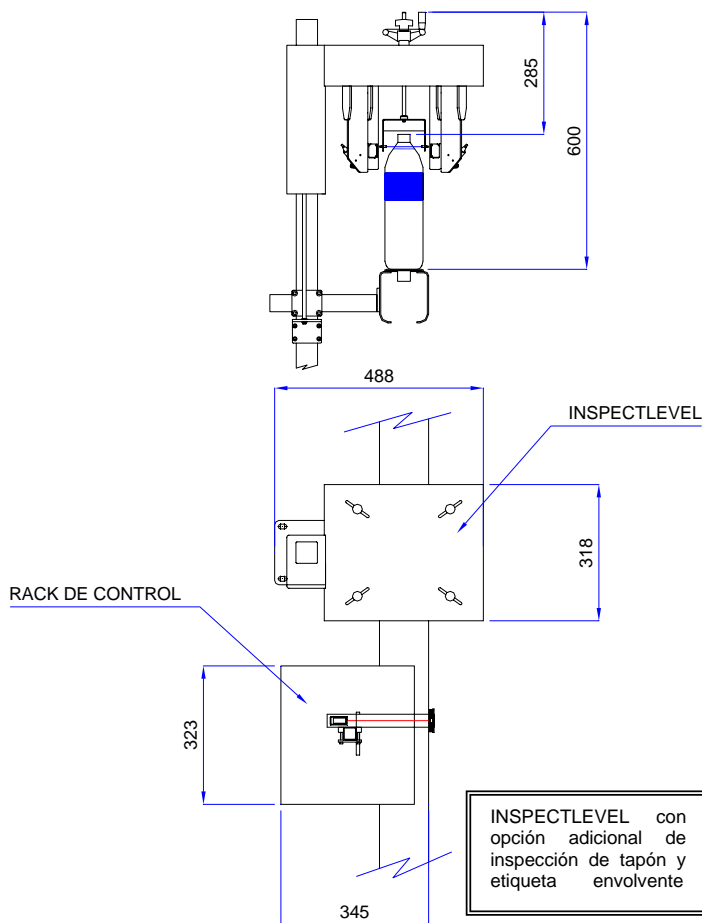 285
600
488
INSPECTLEVEL
318
RACK DE CONTROL
323
INSPECTLEVEL con
opción adicional de
inspección de tapón y
etiqueta envolvente
345